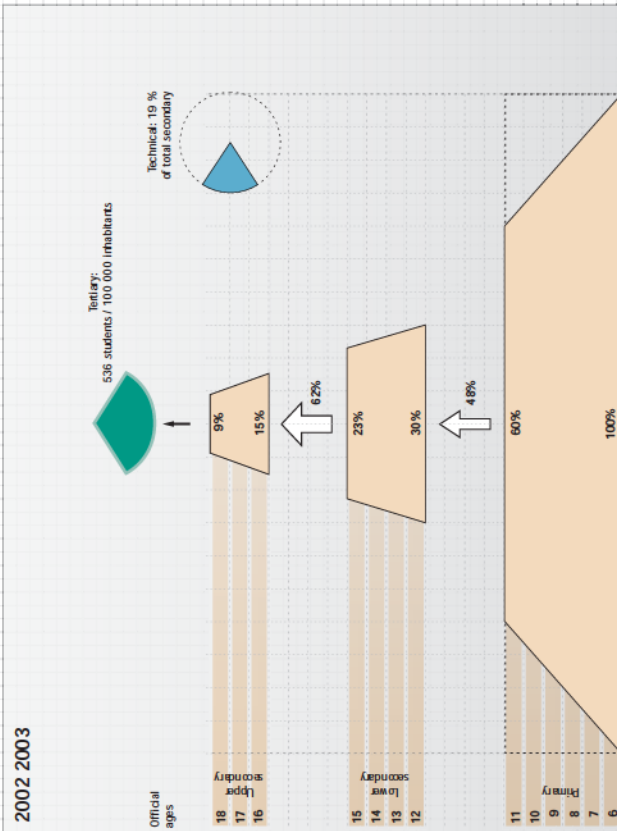 2002 2003
Technical: 19 %
of total secondary
Tertiary:
536 students / 100 000 inhabitants
Official
ages
9%
15%
62%
23%
30%
48%
60%
100%
Upper
secondary
18
17
16
Lower
secondary
15
14
13
12
Primary
11
10
9
8
7
6